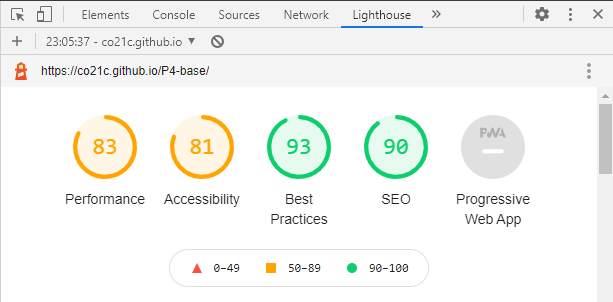 Elements Console Sources Network Lighthouse »
23:05:37 - co21c.github.io
https://co21c.github.io/P4-base/
83 81 93 90 PWA
Performance Accessibility Best Practices SEO Progressive Web App
0–49 50–89 90–100